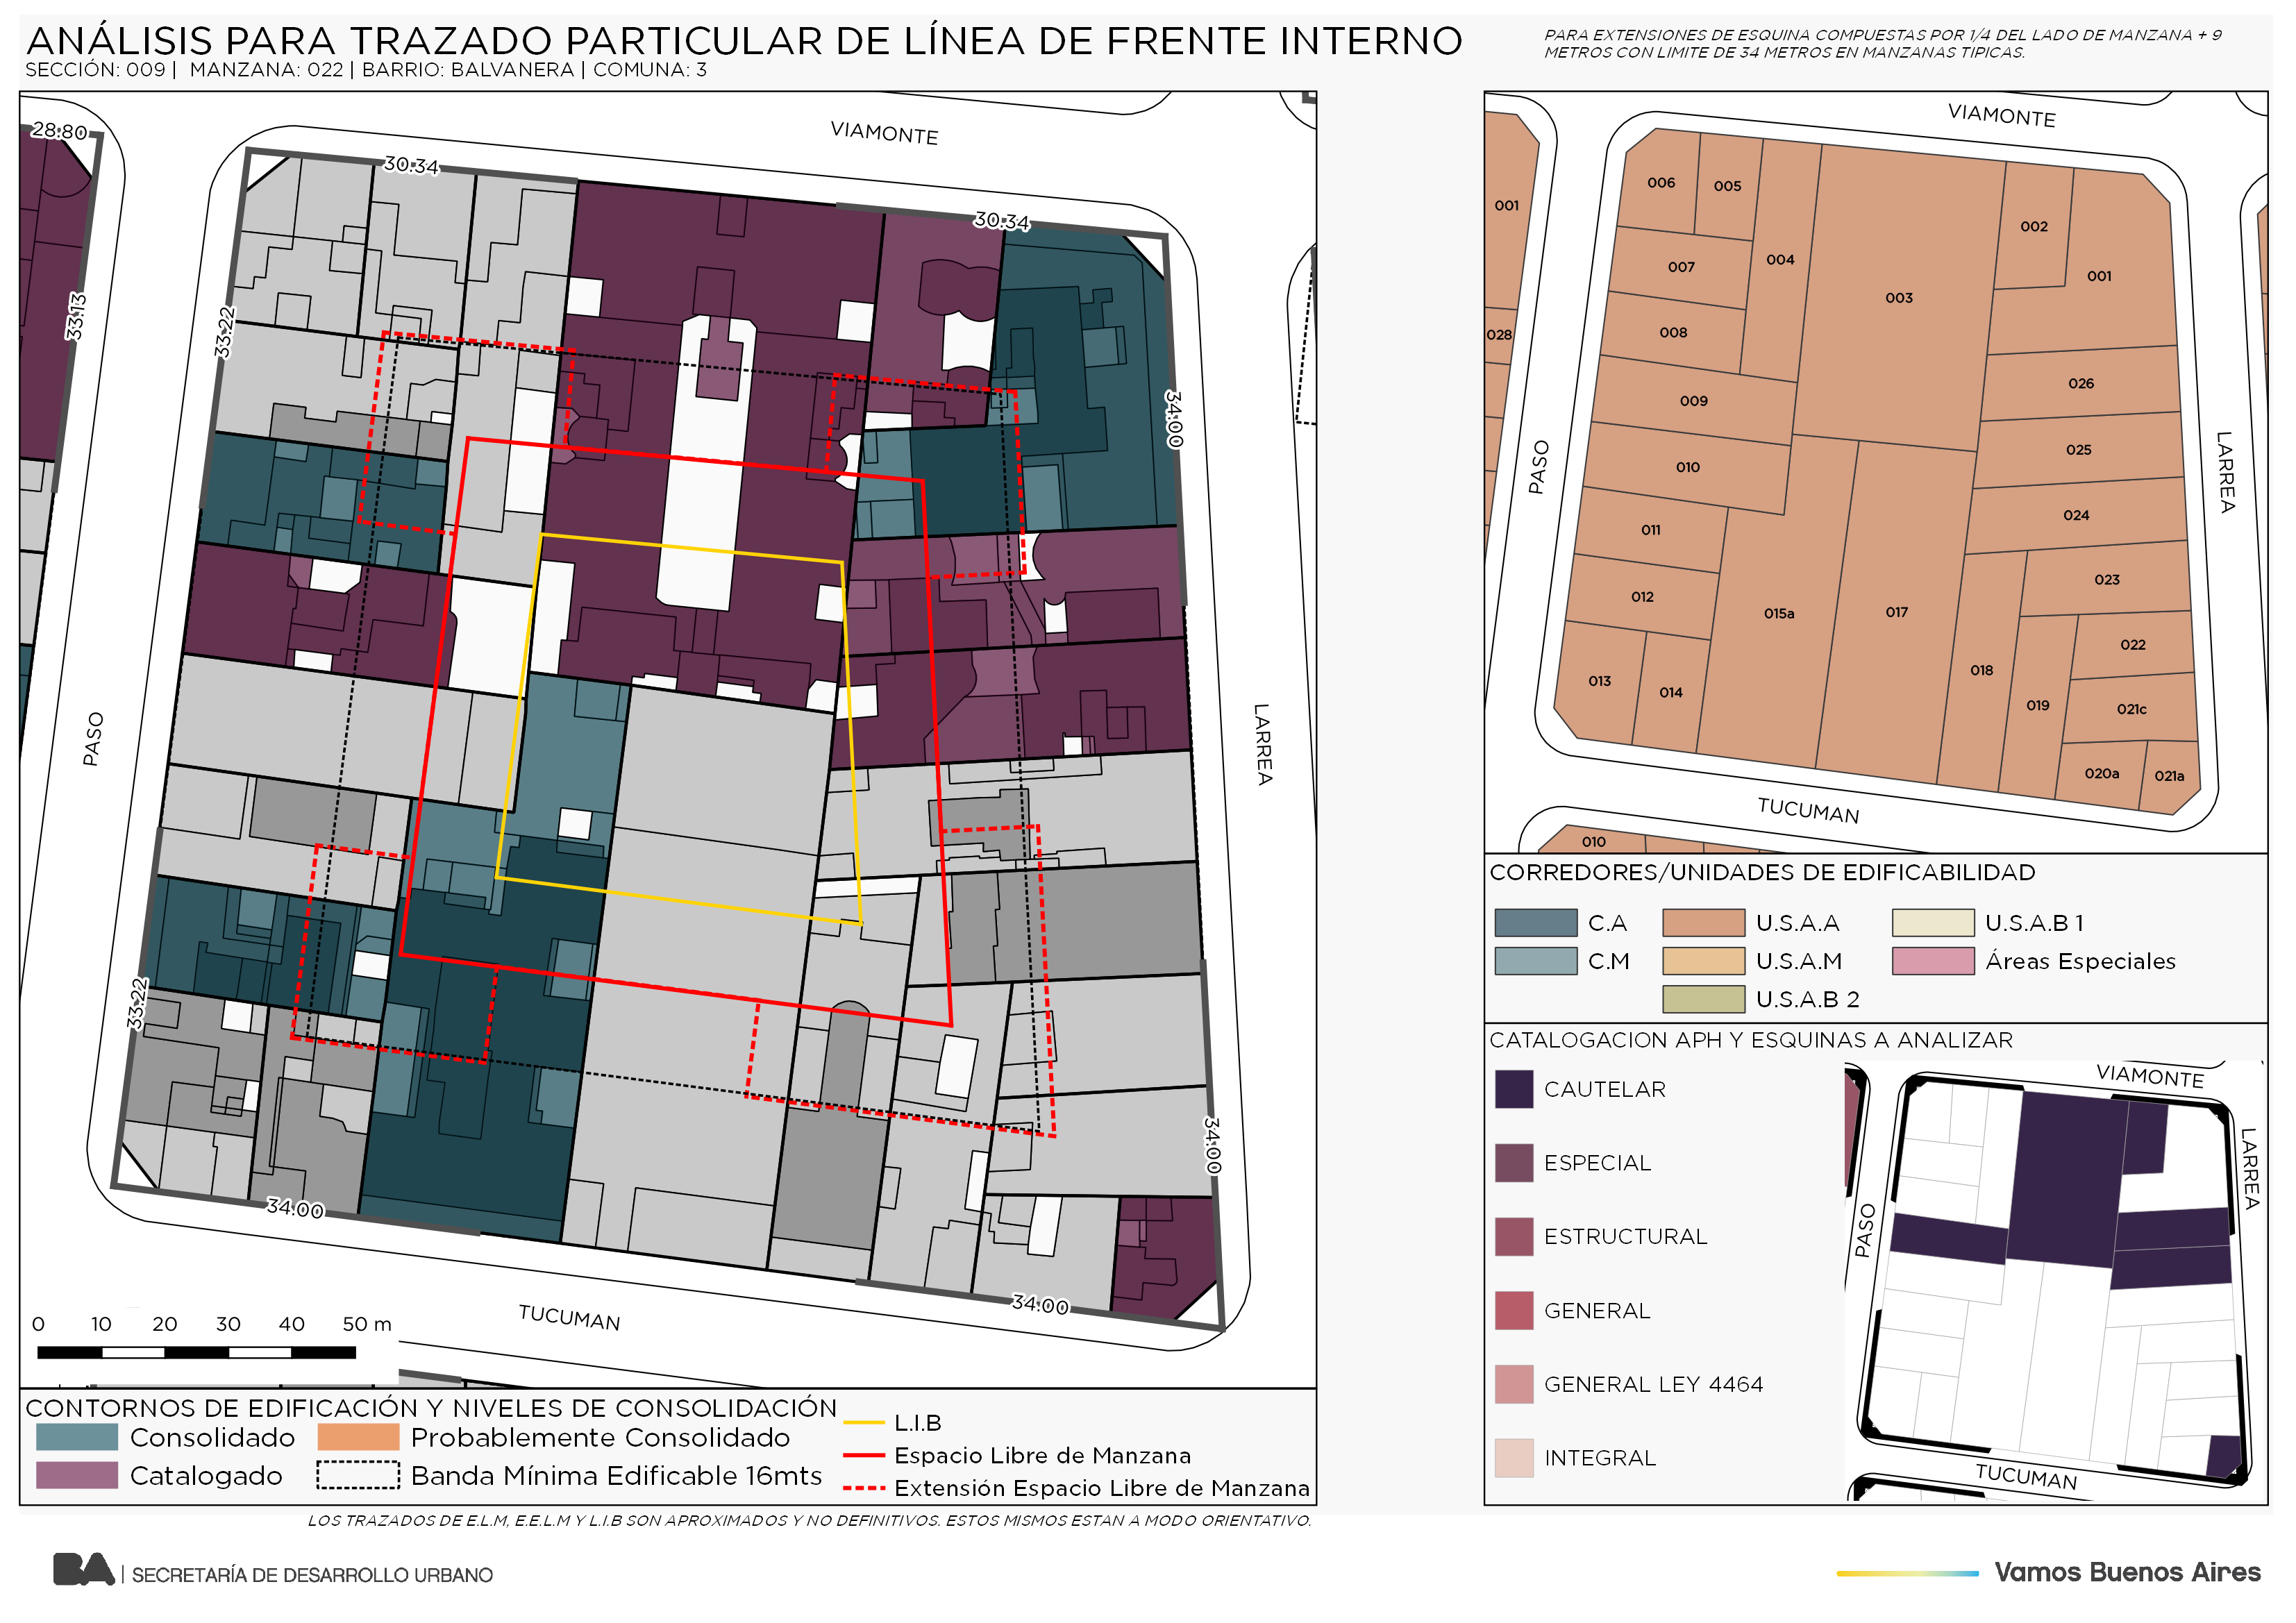 ANÁLISIS PARA TRAZADO PARTICULAR DE LÍNEA DE FRENTE INTERNO
SECCIÓN: 009 | MANZANA: 022 | BARRIO: BALVANERA | COMUNA: 3
PARA EXTENSIONES DE ESQUINA COMPUESTAS POR 1/4 DEL LADO DE MANZANA + 9
METROS CON LIMITE DE 34 METROS EN MANZANAS TIPICAS.
28.80
VIAMONTE
30.34
30.34
33.13
33.22
34.00
PASO
LARREA
33.22
34.00
34.00
34.00
TUCUMAN
0 10 20 30 40 50 m
CONTORNOS DE EDIFICACIÓN Y NIVELES DE CONSOLIDACIÓN
Consolidado
Probablemente Consolidado
Catalogado
Banda Mínima Edificable 16mts
L.I.B
Espacio Libre de Manzana
Extensión Espacio Libre de Manzana
LOS TRAZADOS DE E.L.M, E.E.L.M Y L.I.B SON APROXIMADOS Y NO DEFINITIVOS. ESTOS MISMOS ESTAN A MODO ORIENTATIVO.
VIAMONTE
001
006
005
002
007
004
001
003
028
008
026
009
025
PASO
LARREA
010
024
011
023
012
015a
017
022
018
013
014
019
021c
020a
021a
TUCUMAN
010
CORREDORES/UNIDADES DE EDIFICABILIDAD
C.A
U.S.A.A
U.S.A.B 1
C.M
U.S.A.M
Áreas Especiales
U.S.A.B 2
CATALOGACION APH Y ESQUINAS A ANALIZAR
CAUTELAR
ESPECIAL
ESTRUCTURAL
GENERAL
GENERAL LEY 4464
INTEGRAL
VIAMONTE
LARREA
PASO
TUCUMAN
BA | SECRETARÍA DE DESARROLLO URBANO
Vamos Buenos Aires